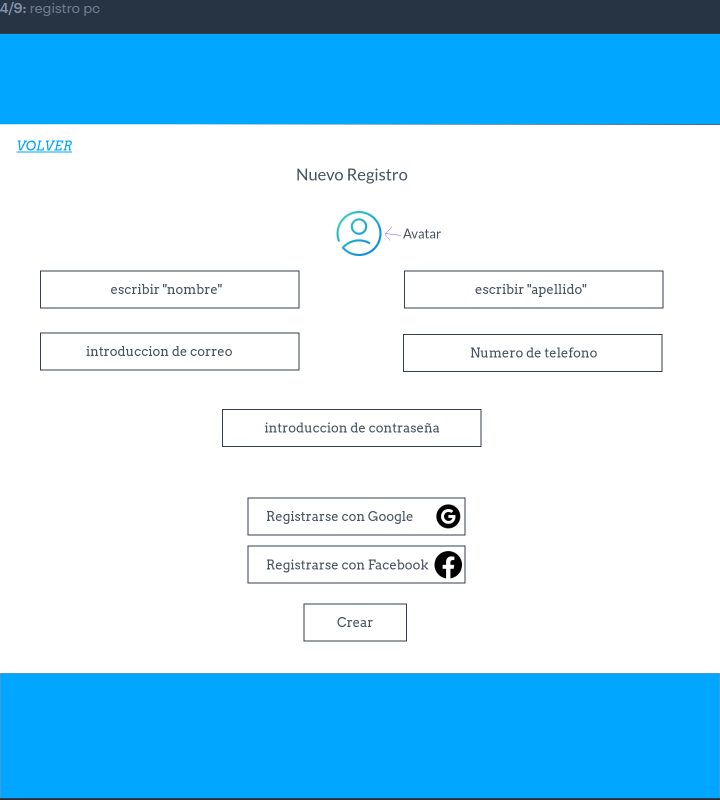 4/9: registro pc
VOLVER
Nuevo Registro
Avatar
escribir "nombre"
escribir "apellido"
introduccion de correo
Numero de telefono
introduccion de contraseña
Registrarse con Google
Registrarse con Facebook
Crear